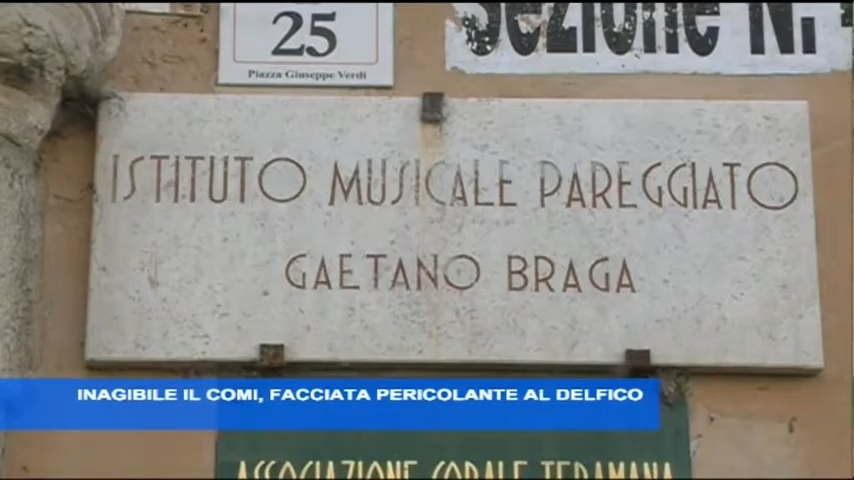 25
Piazza Giuseppe Verdi
Sezione N.
ISTITUTO MUSICALE PAREGGIATO
GAETANO BRAGA
INAGIBILE IL COMI, FACCIATA PERICOLANTE AL DELFICO
ASSOCIAZIONE CORALE TERAMANA